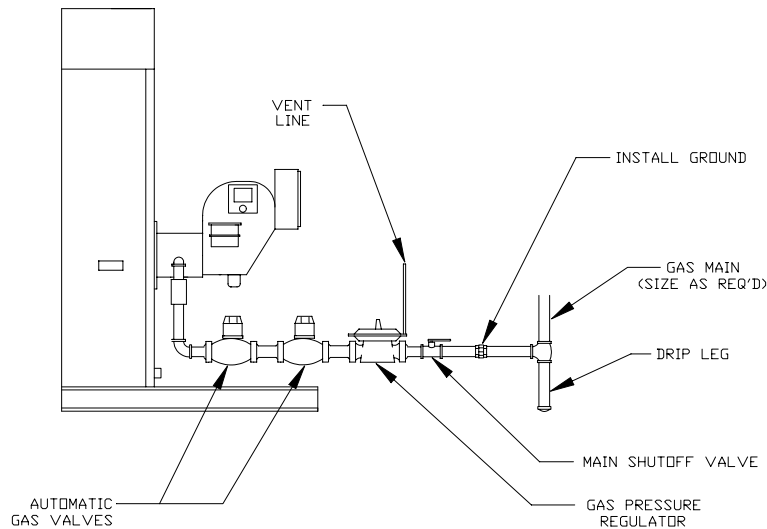 VENT
LINE
INSTALL GROUND
GAS MAIN
(SIZE AS REQ'D)
DRIP LEG
MAIN SHUTOFF VALVE
GAS PRESSURE
REGULATOR
AUTOMATIC
GAS VALVES